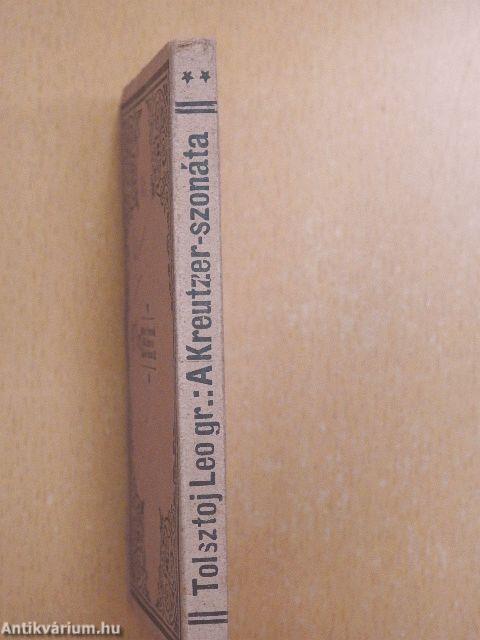 Tolsztoj Leo gr.: A Kreutzer-szonáta
Antikvárium.hu